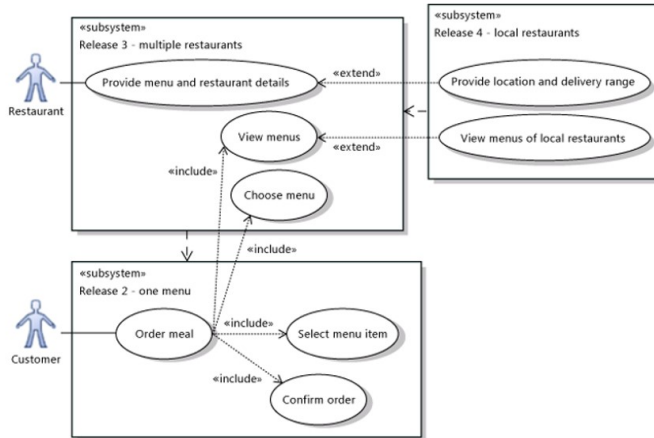 «subsystem»
Release 3 - multiple restaurants
«subsystem»
Release 4 - local restaurants
Provide menu and restaurant details
«extend»
Provide location and delivery range
Restaurant
View menus
«extend»
View menus of local restaurants
«include»
Choose menu
«include»
«subsystem»
Release 2 - one menu
Order meal
«include»
Select menu item
Customer
«include»
Confirm order